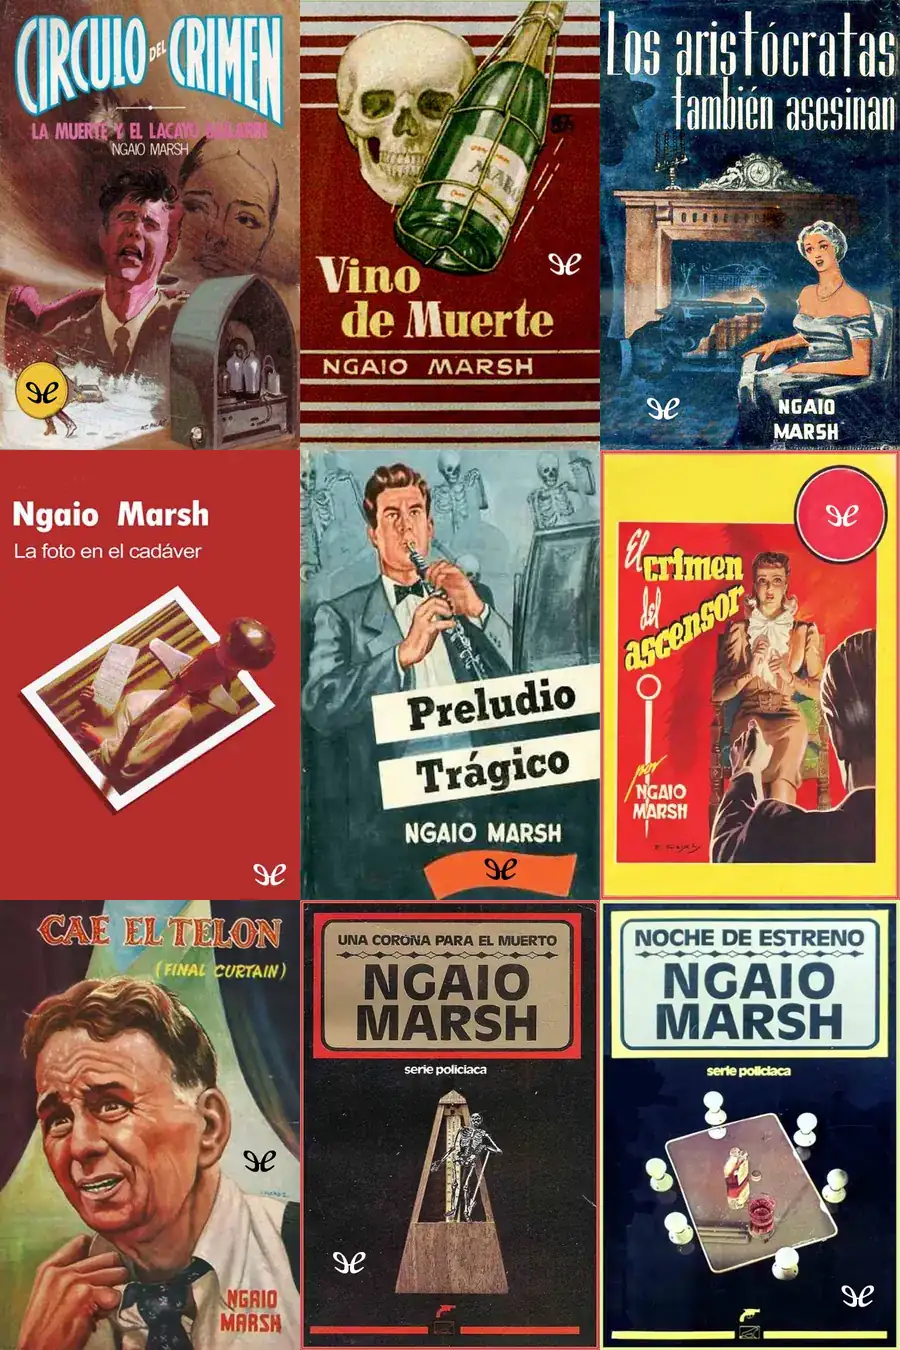 CIRCULO DEL CRIMEN
LA MUERTE Y EL LACAYO BAILARIN
NGAIO MARSH
Vino
de Muerte
NGAIO MARSH
Los aristócratas
también asesinan
NGAIO
MARSH
Ngaio Marsh
La foto en el cadáver
Preludio
Trágico
NGAIO MARSH
El
crimen
del
ascensor
por
NGAIO
MARSH
CAE EL TELON
(FINAL CURTAIN)
NGAIO
MARSH
UNA CORONA PARA EL MUERTO
NGAIO
MARSH
serie policiaca
NOCHE DE ESTRENO
NGAIO
MARSH
serie policiaca